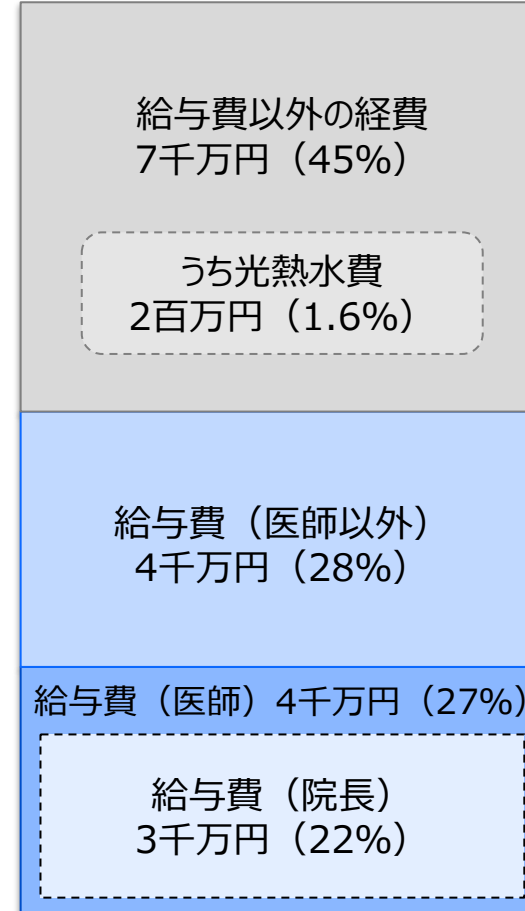 給与費以外の経費
7千万円（45%）
うち光熱水費
2百万円（1.6%）
給与費（医師以外）
4千万円（28%）
給与費（医師）4千万円（27%）
給与費（院長）
3千万円（22%）